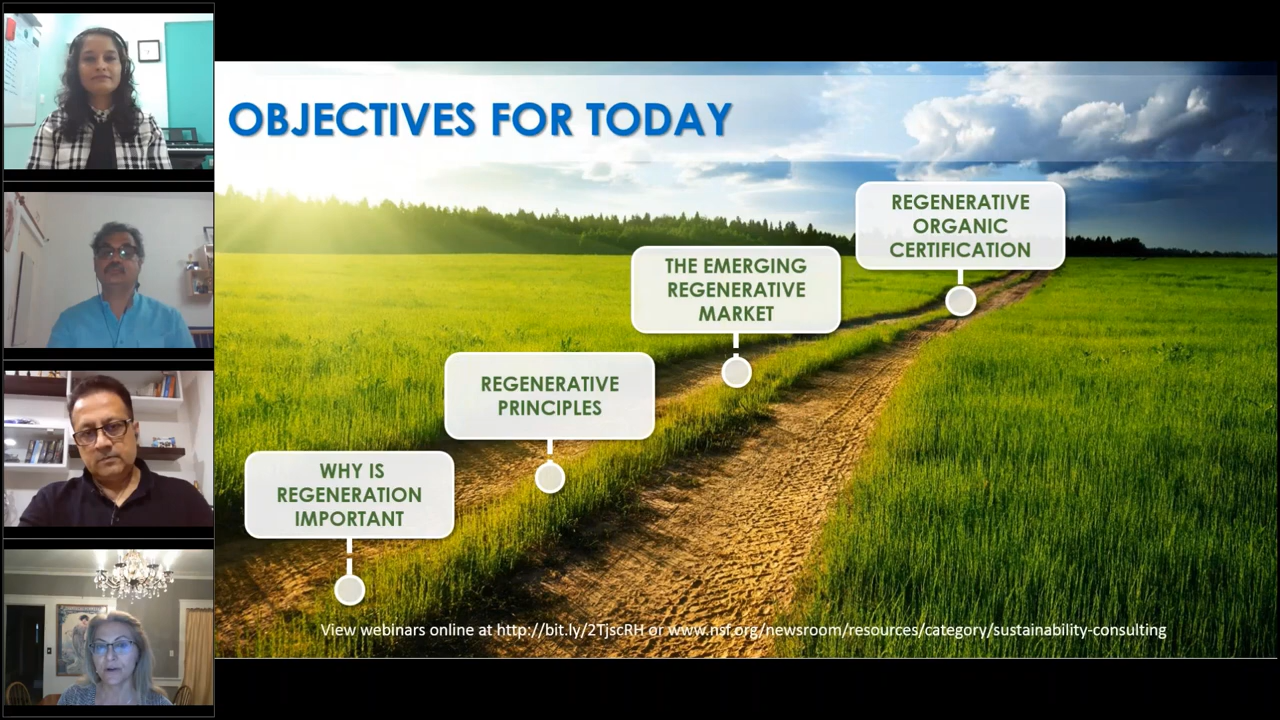 OBJECTIVES FOR TODAY
REGENERATIVE
ORGANIC
CERTIFICATION
THE EMERGING
REGENERATIVE
MARKET
REGENERATIVE
PRINCIPLES
WHY IS
REGENERATION
IMPORTANT
View webinars online at http://bit.ly/2TjscRH or www.nsf.org/newsroom/resources/category/sustainability-consulting